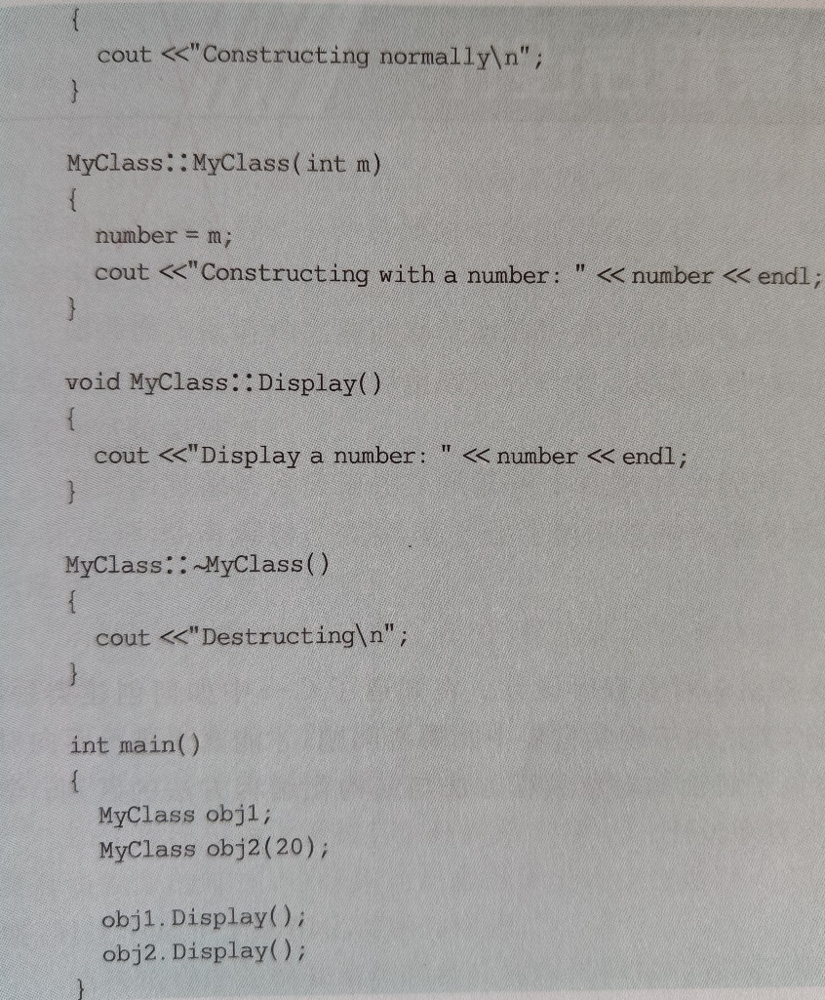 {
cout <<"Constructing normally\n";
}
MyClass::MyClass(int m)
{
number = m;
cout <<"Constructing with a number: " << number << endl;
}
void MyClass::Display()
{
cout <<"Display a number: " << number << endl;
}
MyClass::~MyClass()
{
cout <<"Destructing\n";
}
int main()
{
MyClass obj1;
MyClass obj2(20);
obj1.Display();
obj2.Display();
}